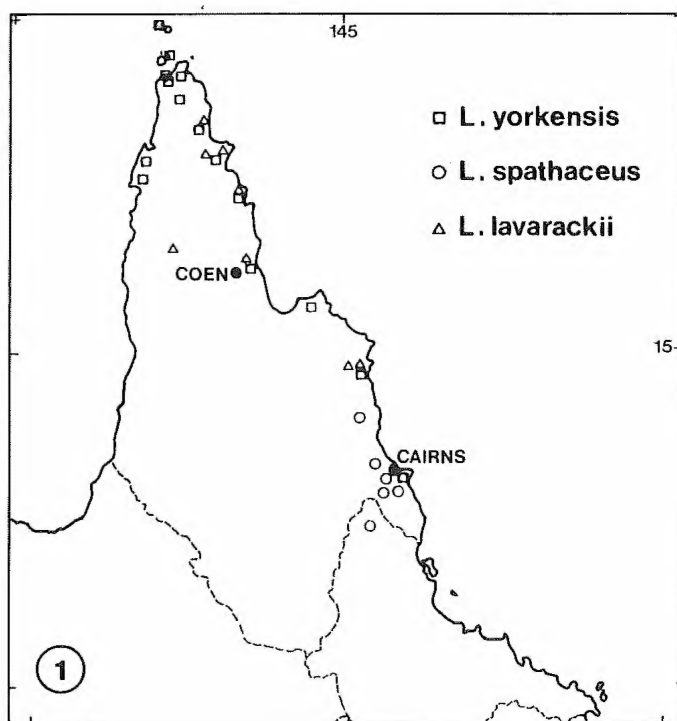 145
L. yorkensis
L. spathaceus
L. lavarackii
COEN
15
CAIRNS
1